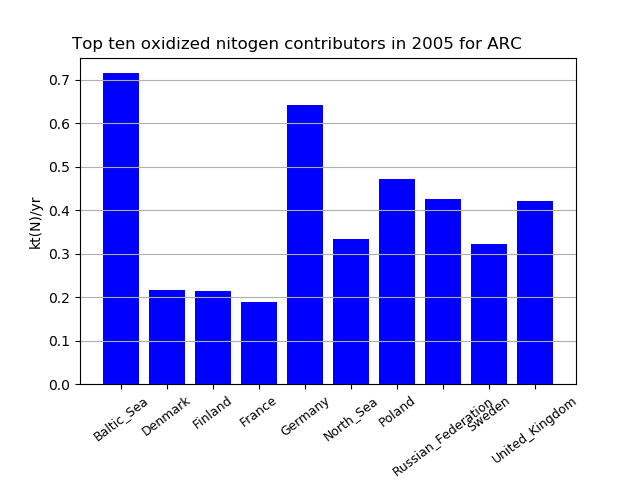 Top ten oxidized nitogen contributors in 2005 for ARC
kt(N)/yr
0.7
0.6
0.5
0.4
0.3
0.2
0.1
0.0
Baltic_Sea
Denmark
Finland
France
Germany
North_Sea
Poland
Russian_Federation
Sweden
United_Kingdom